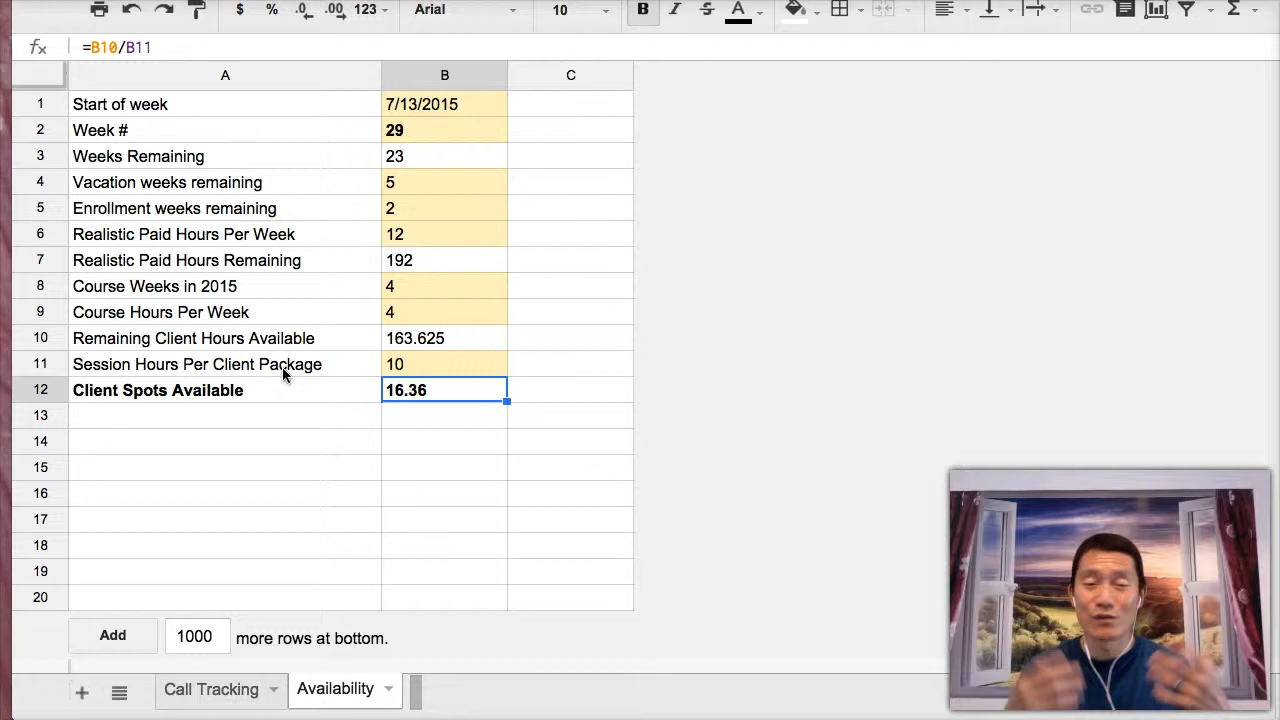 $ % .0 .00 123 Arial 10 B I S A Σ
fx =B10/B11
A B C
1 Start of week 7/13/2015
2 Week # 29
3 Weeks Remaining 23
4 Vacation weeks remaining 5
5 Enrollment weeks remaining 2
6 Realistic Paid Hours Per Week 12
7 Realistic Paid Hours Remaining 192
8 Course Weeks in 2015 4
9 Course Hours Per Week 4
10 Remaining Client Hours Available 163.625
11 Session Hours Per Client Package 10
12 Client Spots Available 16.36
13
14
15
16
17
18
19
20
Add 1000 more rows at bottom.
+ Call Tracking Availability